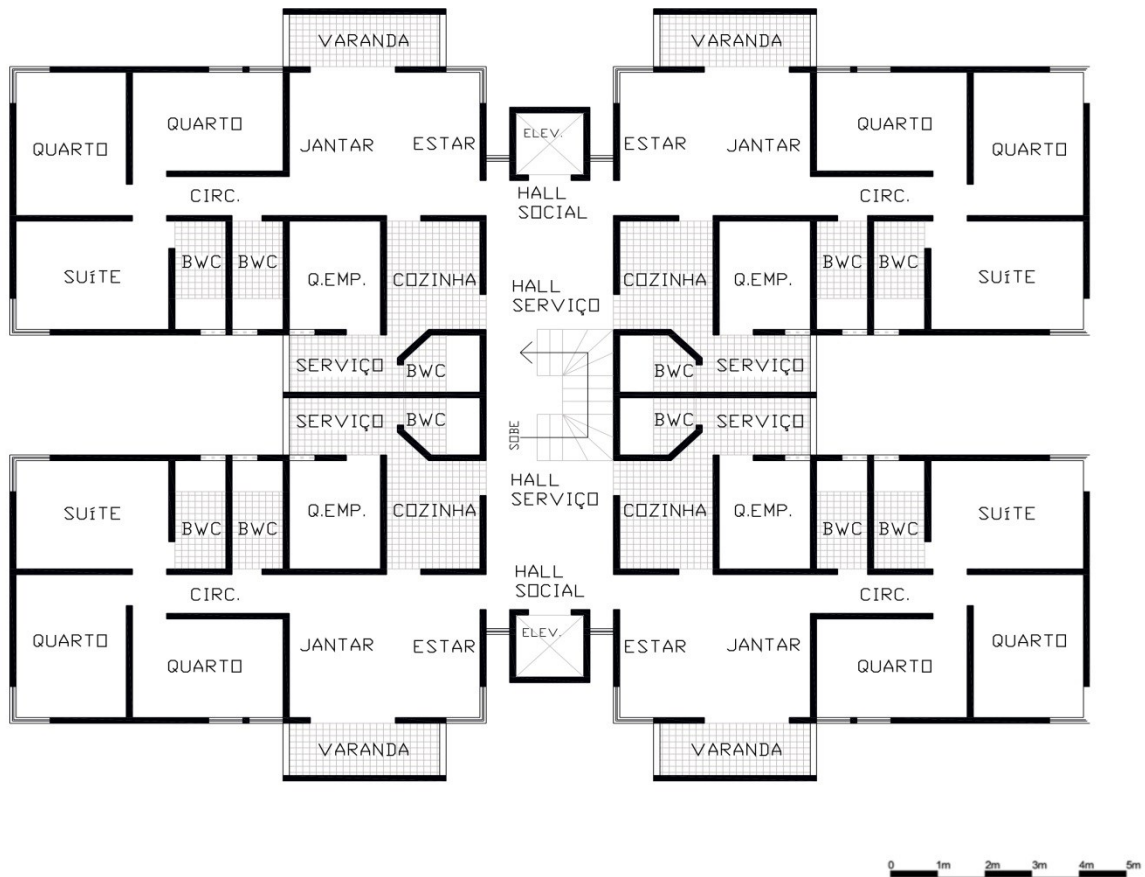 VARANDA
VARANDA
QUARTO
QUARTO
JANTAR
ESTAR
ELEV.
ESTAR
JANTAR
QUARTO
QUARTO
CIRC.
HALL
SOCIAL
CIRC.
SUíTE
BWC
BWC
Q.EMP.
COZINHA
HALL
SERVIÇO
COZINHA
Q.EMP.
BWC
BWC
SUíTE
SERVIÇO
BWC
BWC
SERVIÇO
SERVIÇO
BWC
SOBE
BWC
SERVIÇO
SUíTE
BWC
BWC
Q.EMP.
COZINHA
HALL
SERVIÇO
COZINHA
Q.EMP.
BWC
BWC
SUíTE
HALL
SOCIAL
CIRC.
CIRC.
QUARTO
QUARTO
JANTAR
ESTAR
ELEV.
ESTAR
JANTAR
QUARTO
QUARTO
VARANDA
VARANDA
0 1m 2m 3m 4m 5m